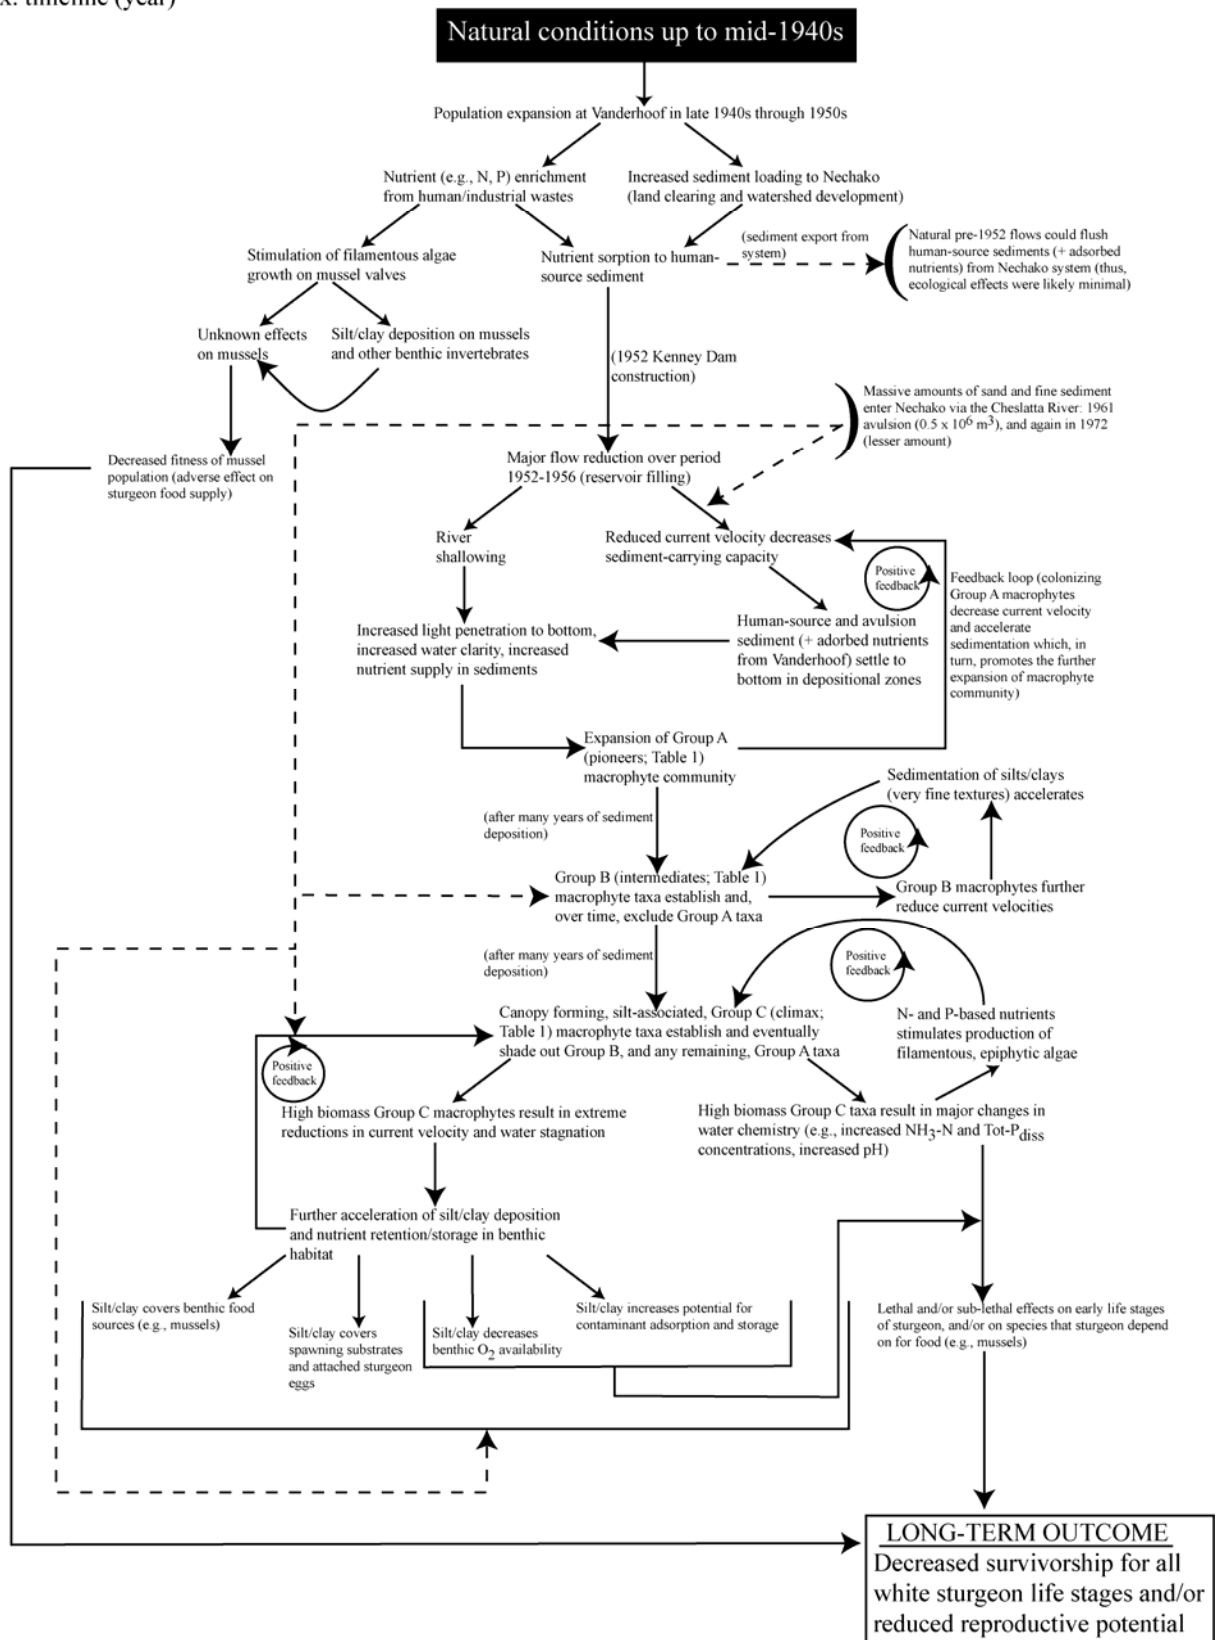 x. timeline (year)
Natural conditions up to mid-1940s
Population expansion at Vanderhoof in late 1940s through 1950s
Nutrient (e.g., N, P) enrichment
from human/industrial wastes
Increased sediment loading to Nechako
(land clearing and watershed development)
Stimulation of filamentous algae
growth on mussel valves
Nutrient sorption to human-
source sediment
(sediment export from
system)
Natural pre-1952 flows could flush
human-source sediments (+ adsorbed
nutrients) from Nechako system (thus,
ecological effects were likely minimal)
Unknown effects
on mussels
Silt/clay deposition on mussels
and other benthic invertebrates
(1952 Kenney Dam
construction)
Massive amounts of sand and fine sediment
enter Nechako via the Cheslatta River: 1961
avulsion (0.5 x 10⁶ m³), and again in 1972
(lesser amount)
Decreased fitness of mussel
population (adverse effect on
sturgeon food supply)
Major flow reduction over period
1952-1956 (reservoir filling)
River
shallowing
Reduced current velocity decreases
sediment-carrying capacity
Positive
feedback
Feedback loop (colonizing
Group A macrophytes
decrease current velocity
and accelerate
sedimentation which, in
turn, promotes the further
expansion of macrophyte
community)
Increased light penetration to bottom,
increased water clarity, increased
nutrient supply in sediments
Human-source and avulsion
sediment (+ adorbed nutrients
from Vanderhoof) settle to
bottom in depositional zones
Expansion of Group A
(pioneers; Table 1)
macrophyte community
Sedimentation of silts/clays
(very fine textures) accelerates
(after many years of sediment
deposition)
Positive
feedback
Group B (intermediates; Table 1)
macrophyte taxa establish and,
over time, exclude Group A taxa
Group B macrophytes further
reduce current velocities
(after many years of sediment
deposition)
Positive
feedback
Canopy forming, silt-associated, Group C (climax;
Table 1) macrophyte taxa establish and eventually
shade out Group B, and any remaining, Group A taxa
N- and P-based nutrients
stimulates production of
filamentous, epiphytic algae
Positive
feedback
High biomass Group C macrophytes result in extreme
reductions in current velocity and water stagnation
High biomass Group C taxa result in major changes in
water chemistry (e.g., increased NH₃-N and Tot-Pdiss
concentrations, increased pH)
Further acceleration of silt/clay deposition
and nutrient retention/storage in benthic
habitat
Silt/clay covers benthic food
sources (e.g., mussels)
Silt/clay covers
spawning substrates
and attached sturgeon
eggs
Silt/clay decreases
benthic O₂ availability
Silt/clay increases potential for
contaminant adsorption and storage
Lethal and/or sub-lethal effects on early life stages
of sturgeon, and/or on species that sturgeon depend
on for food (e.g., mussels)
LONG-TERM OUTCOME
Decreased survivorship for all
white sturgeon life stages and/or
reduced reproductive potential